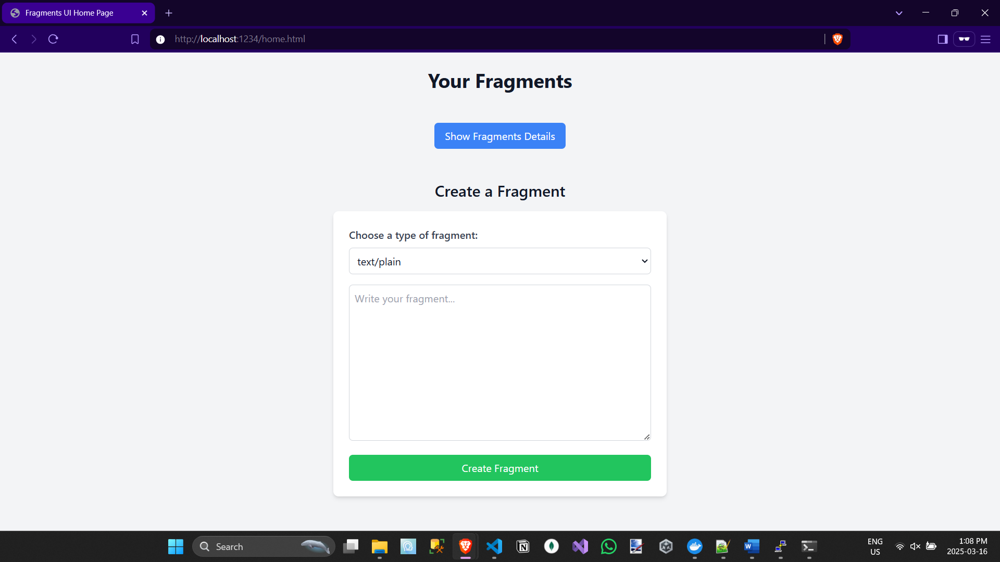 Fragments UI Home Page
http://localhost:1234/home.html
Your Fragments
Show Fragments Details
Create a Fragment
Choose a type of fragment:
text/plain
Write your fragment...
Create Fragment
Search
ENG
US
1:08 PM
2025-03-16